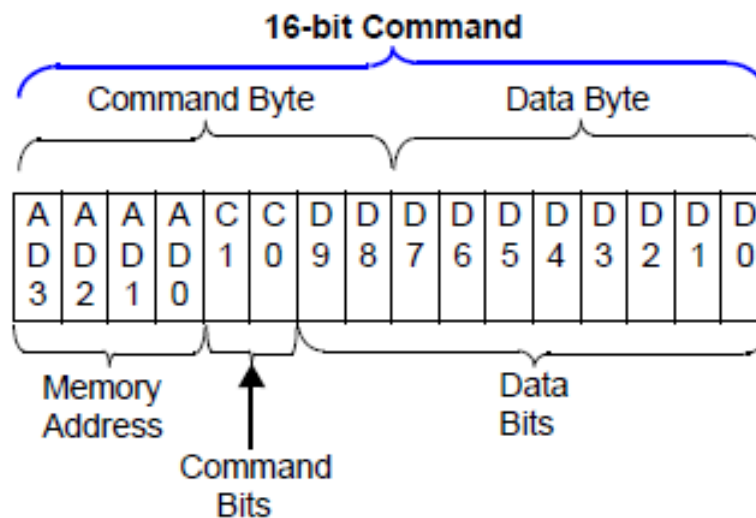 16-bit Command
Command Byte Data Byte
A A A A C C D D D D D D D D D D
D D D D 1 0 9 8 7 6 5 4 3 2 1 0
3 2 1 0
Memory Data
Address Bits
Command
Bits